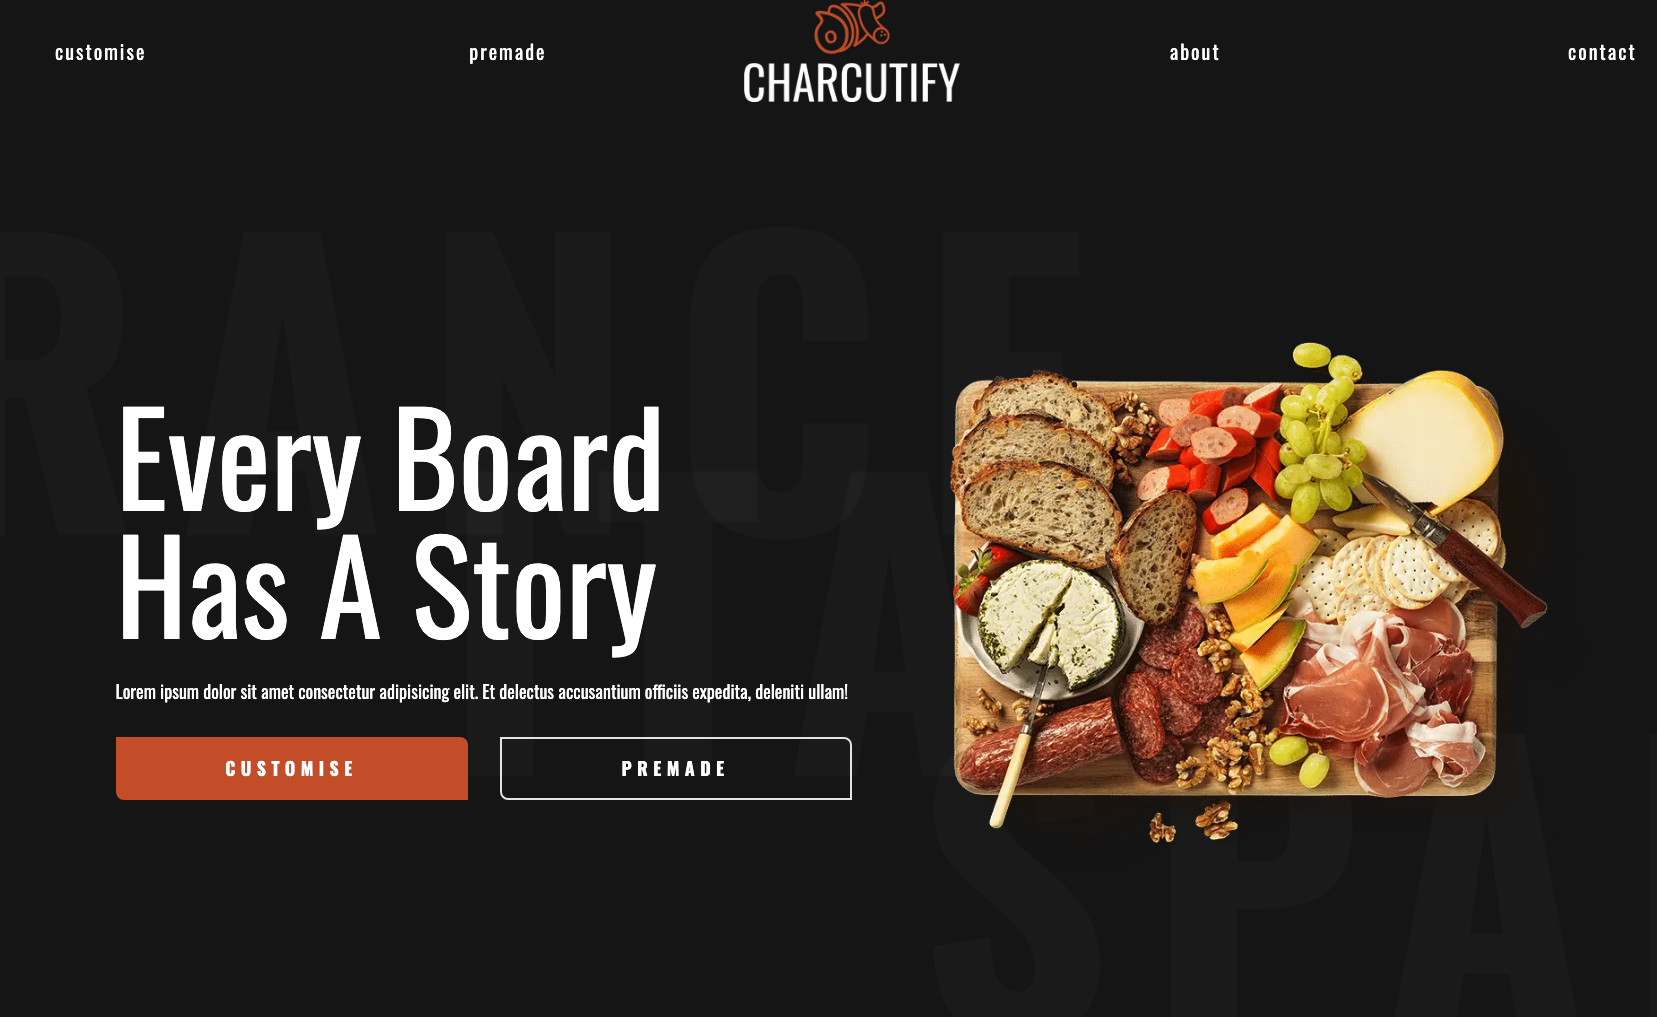 customise
premade
CHARCUTIFY
about
contact
RANCE
Every Board
Has A Story
Lorem ipsum dolor sit amet consectetur adipisicing elit. Et delectus accusantium officiis expedita, deleniti ullam!
CUSTOMISE
PREMADE